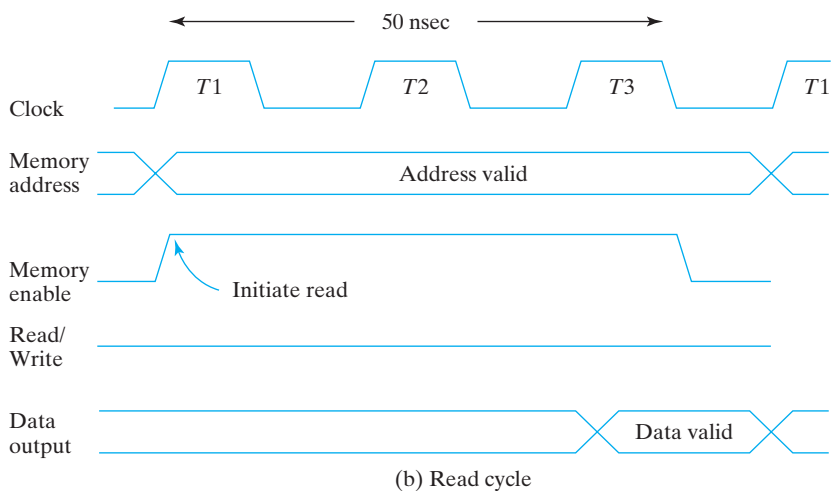 50 nsec
T1 T2 T3 T1
Clock
Memory
address
Address valid
Memory
enable
Initiate read
Read/
Write
Data
output
Data valid
(b) Read cycle